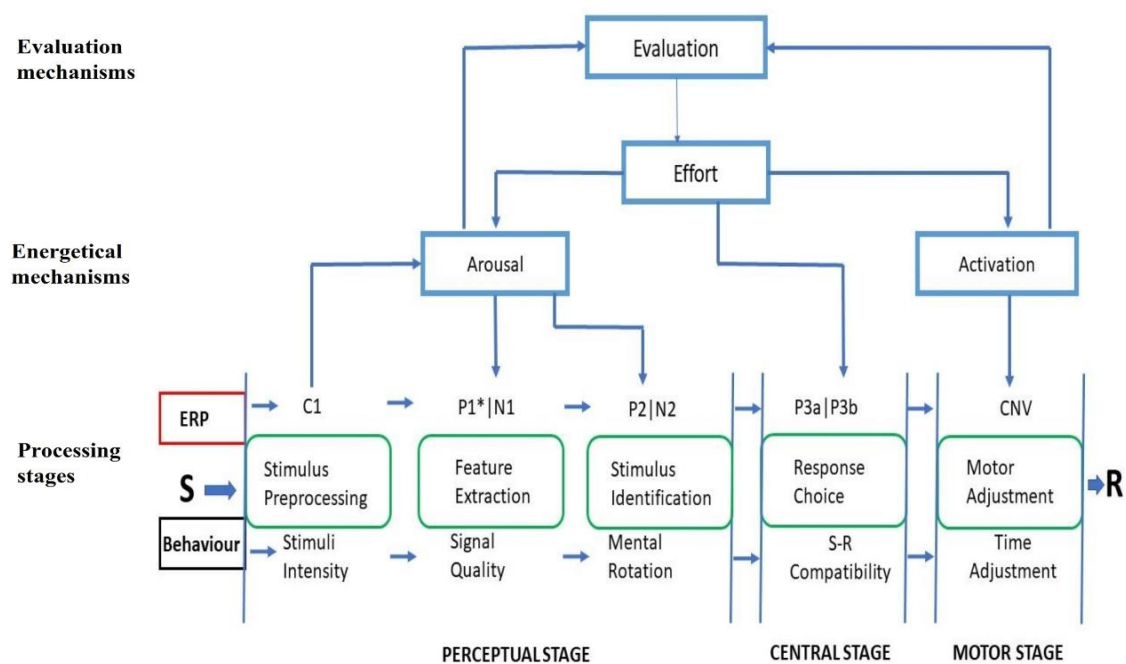 Evaluation
mechanisms
Evaluation
Effort
Energetical
mechanisms
Arousal
Activation
ERP
C1
P1*|N1
P2|N2
P3a|P3b
CNV
Processing
stages
S
Stimulus
Preprocessing
Feature
Extraction
Stimulus
Identification
Response
Choice
Motor
Adjustment
R
Behaviour
Stimuli
Intensity
Signal
Quality
Mental
Rotation
S-R
Compatibility
Time
Adjustment
PERCEPTUAL STAGE
CENTRAL STAGE
MOTOR STAGE